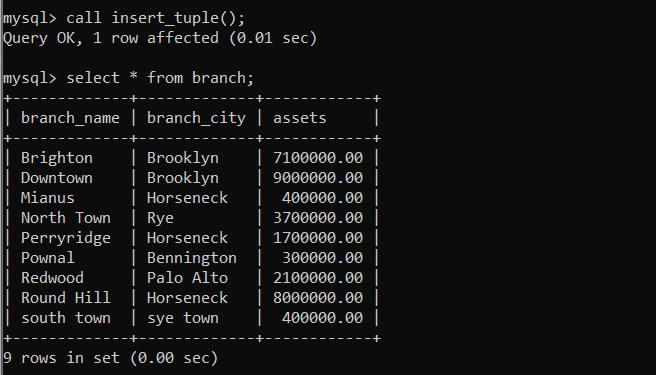 mysql> call insert_tuple();
Query OK, 1 row affected (0.01 sec)
mysql> select * from branch;
+-------------+-------------+------------+
| branch_name | branch_city | assets     |
+-------------+-------------+------------+
| Brighton    | Brooklyn    | 7100000.00 |
| Downtown    | Brooklyn    | 9000000.00 |
| Mianus      | Horseneck   |  400000.00 |
| North Town  | Rye         | 3700000.00 |
| Perryridge  | Horseneck   | 1700000.00 |
| Pownal      | Bennington  |  300000.00 |
| Redwood     | Palo Alto   | 2100000.00 |
| Round Hill  | Horseneck   | 8000000.00 |
| south town  | sye town    |  400000.00 |
+-------------+-------------+------------+
9 rows in set (0.00 sec)